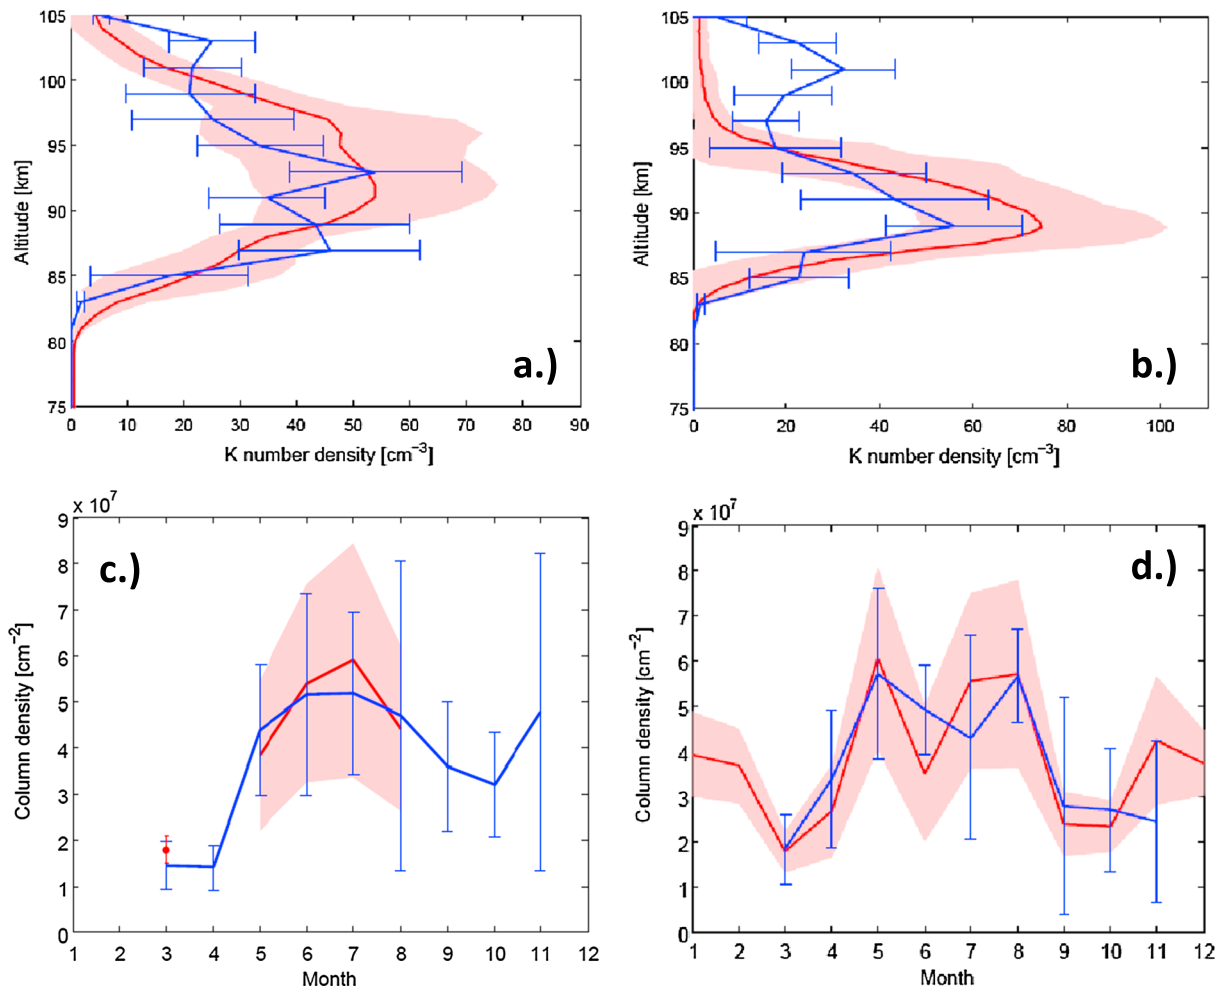 105
100
95
90
85
80
75
Altitude [km]
0 10 20 30 40 50 60 70 80 90
K number density [cm⁻³]
a.)
105
100
95
90
85
80
75
Altitude [km]
0 20 40 60 80 100
K number density [cm⁻³]
b.)
x 10⁷
9
8
7
6
5
4
3
2
1
0
Column density [cm⁻²]
1 2 3 4 5 6 7 8 9 10 11 12
Month
c.)
x 10⁷
9
8
7
6
5
4
3
2
1
0
Column density [cm⁻²]
1 2 3 4 5 6 7 8 9 10 11 12
Month
d.)